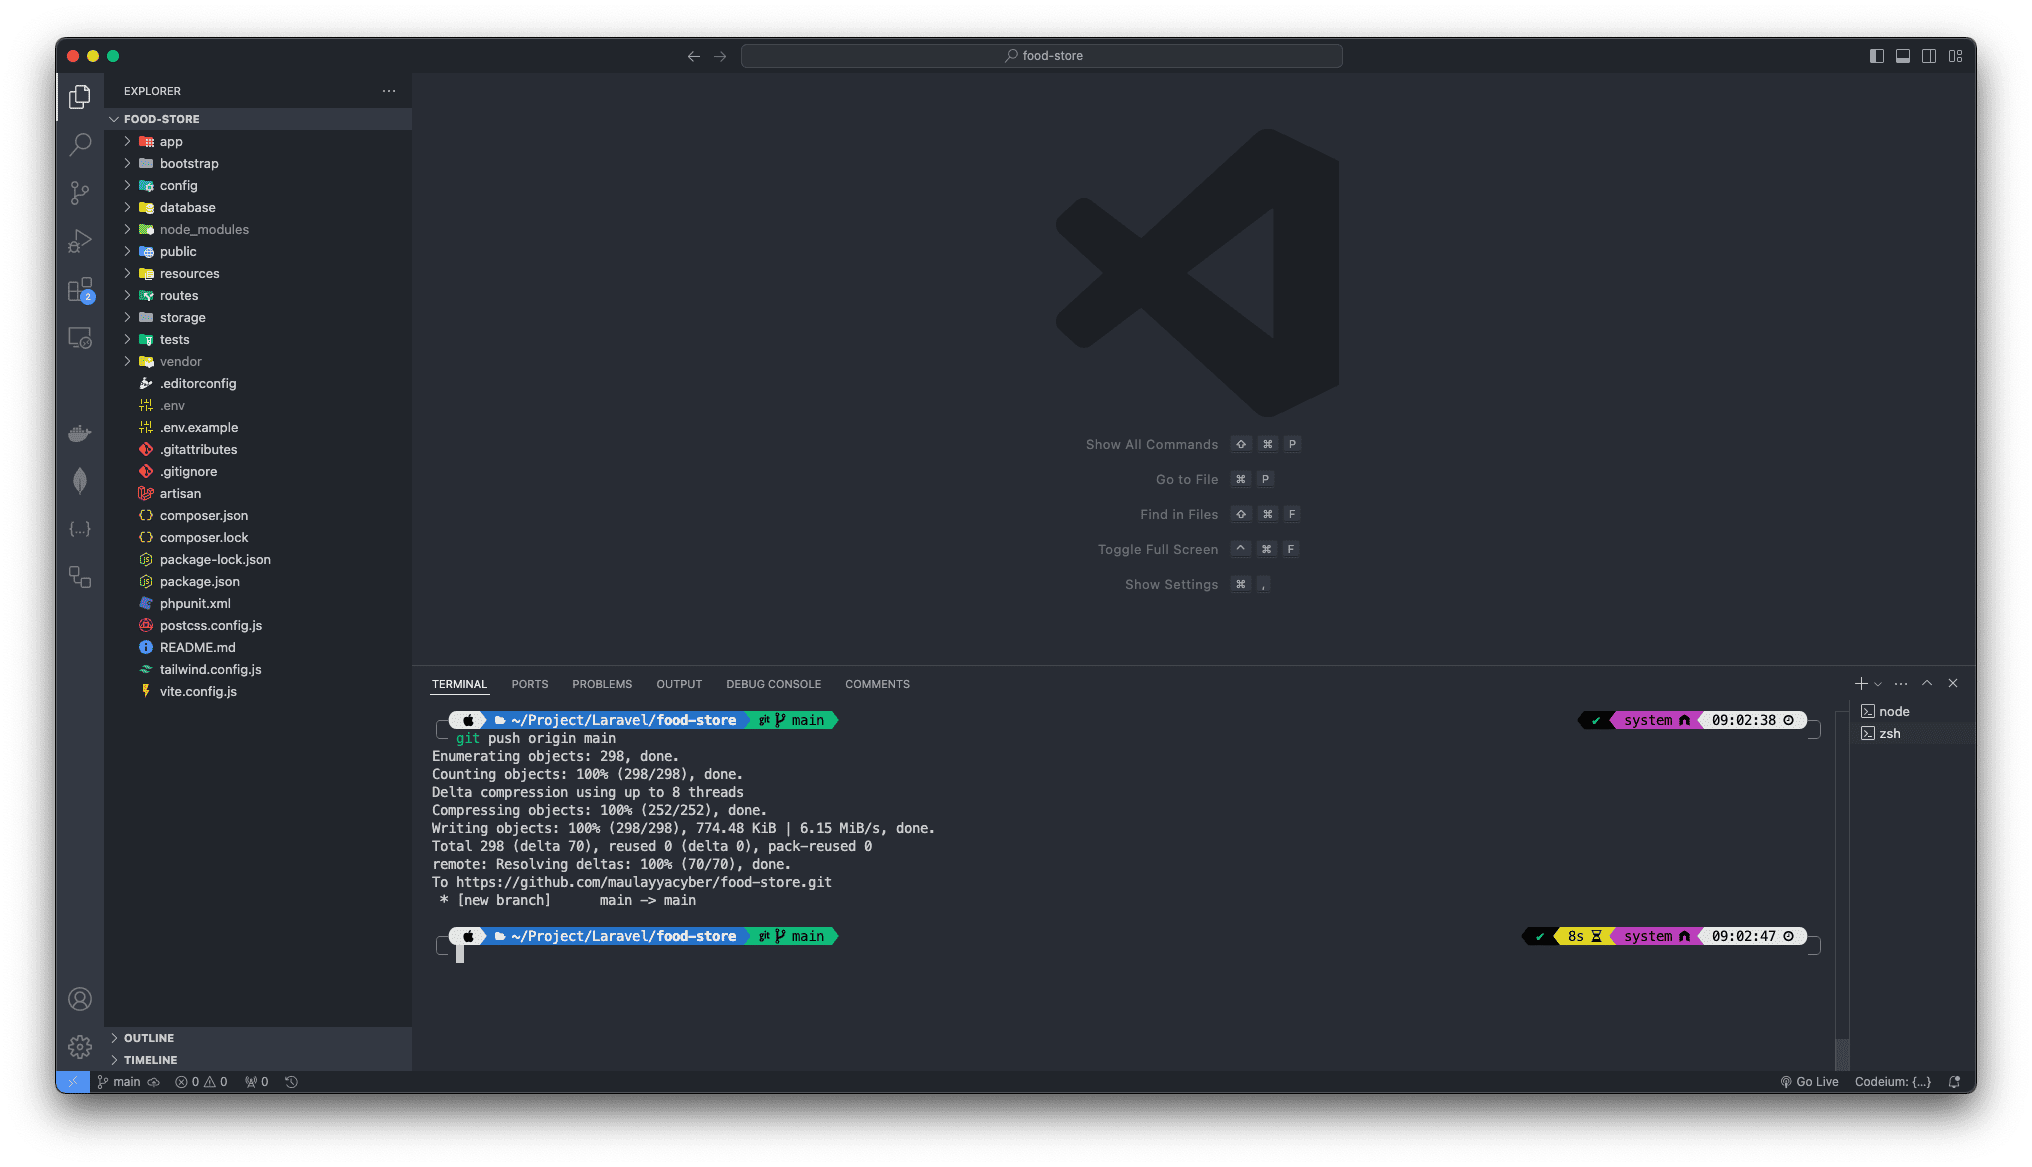 food-store
EXPLORER
FOOD-STORE
app
bootstrap
config
database
node_modules
public
resources
routes
storage
tests
vendor
.editorconfig
.env
.env.example
.gitattributes
.gitignore
artisan
composer.json
composer.lock
package-lock.json
package.json
phpunit.xml
postcss.config.js
README.md
tailwind.config.js
vite.config.js
OUTLINE
TIMELINE
2
Show All Commands ⇧ ⌘ P
Go to File ⌘ P
Find in Files ⇧ ⌘ F
Toggle Full Screen ^ ⌘ F
Show Settings ⌘ ,
TERMINAL PORTS PROBLEMS OUTPUT DEBUG CONSOLE COMMENTS
~/Project/Laravel/food-store git main ✔ system 09:02:38
git push origin main
Enumerating objects: 298, done.
Counting objects: 100% (298/298), done.
Delta compression using up to 8 threads
Compressing objects: 100% (252/252), done.
Writing objects: 100% (298/298), 774.48 KiB | 6.15 MiB/s, done.
Total 298 (delta 70), reused 0 (delta 0), pack-reused 0
remote: Resolving deltas: 100% (70/70), done.
To https://github.com/maulayyacyber/food-store.git
* [new branch] main -> main
~/Project/Laravel/food-store git main ✔ 8s system 09:02:47
node
zsh
main 0 0 0 Go Live Codeium: {...}